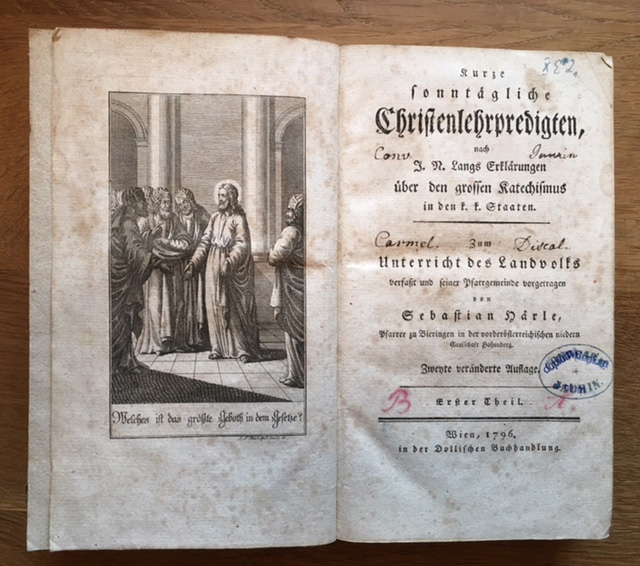 Welches ist das größte Geboth in dem Gesetze?
Kurze
sonntägliche
Christenlehrpredigten,
nach
Conv.
J. N. Langs Erklärungen
über den grossen Katechismus
in den k. k. Staaten.
Carmel. Discal.
Zum
Unterricht des Landvolks
verfaßt und seiner Pfarrgemeinde vorgetragen
von
Sebastian Härle,
Pfarrer zu Bieringen in der vorderösterreichischen niedern
Grafschaft Hohenberg.
Zweyte veränderte Auflage.
Erster Theil.
B
Wien, 1796.
in der Dollischen Buchhandlung.